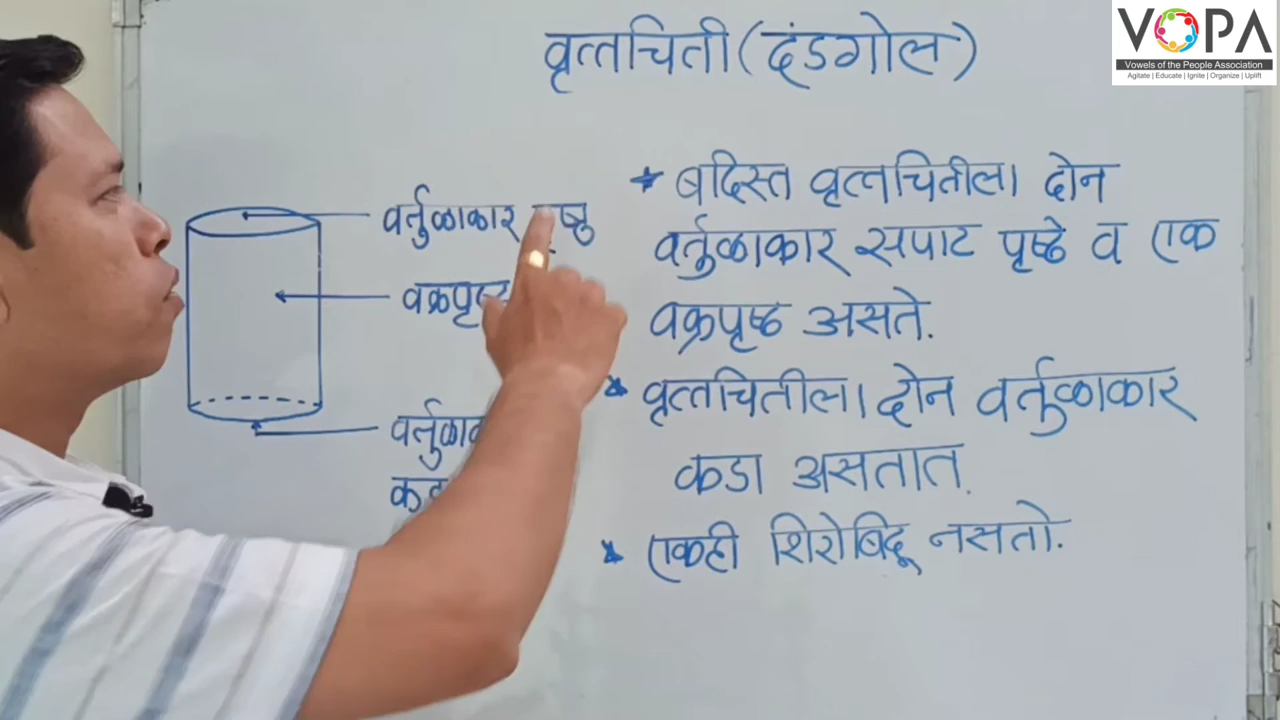 वृत्तचिती (दंडगोल)
VOPA
Vowels of the People Association
Agitate | Educate | Ignite | Organize | Uplift
वर्तुळाकार
वक्रपृष्ठ
* बंदिस्त वृत्तचितीला दोन
वर्तुळाकार सपाट पृष्ठे व एक
वक्रपृष्ठ असते.
* वृत्तचितीला दोन वर्तुळाकार
कडा असतात.
* एकही शिरोबिंदू नसतो.